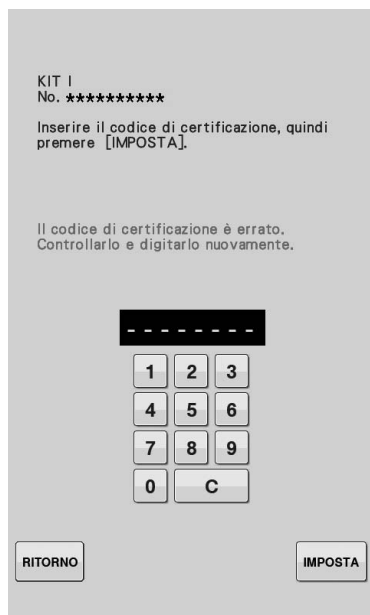 KIT I
No. **********
Inserire il codice di certificazione, quindi
premere [IMPOSTA].
Il codice di certificazione è errato.
Controllarlo e digitarlo nuovamente.
- - - - - - - -
1 2 3
4 5 6
7 8 9
0 C
RITORNO IMPOSTA